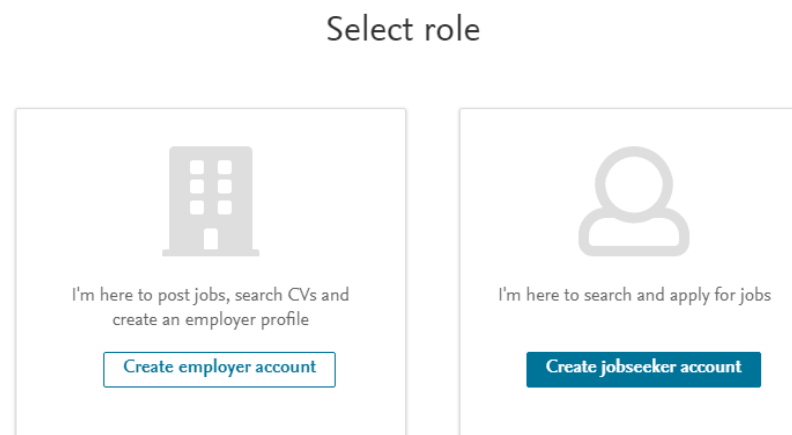 Select role
I'm here to post jobs, search CVs and
create an employer profile
Create employer account
I'm here to search and apply for jobs
Create jobseeker account